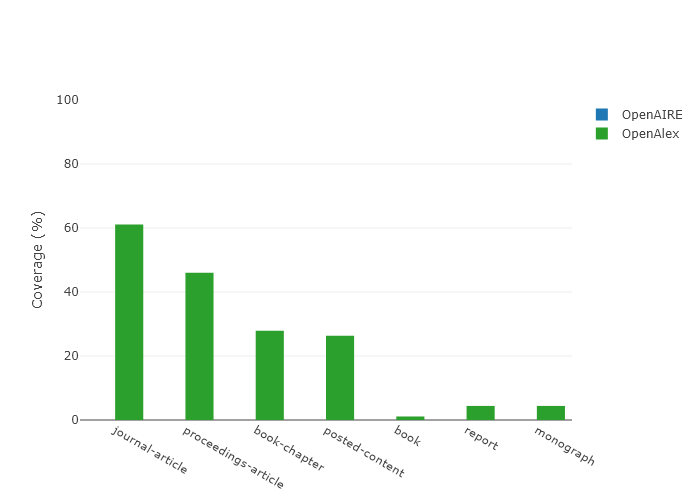 100
80
60
40
20
0
Coverage (%)
journal-article
proceedings-article
book-chapter
posted-content
book
report
monograph
OpenAIRE
OpenAlex